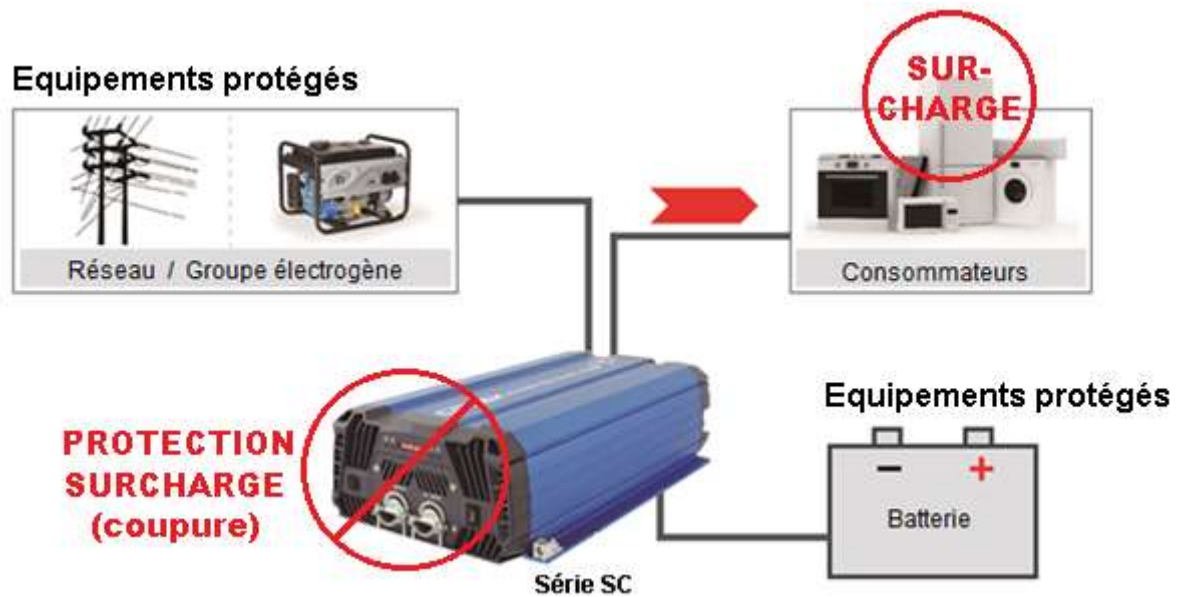 Equipements protégés
SUR-
CHARGE
Réseau / Groupe électrogène
Consommateurs
PROTECTION
SURCHARGE
(coupure)
Equipements protégés
− +
Batterie
Série SC